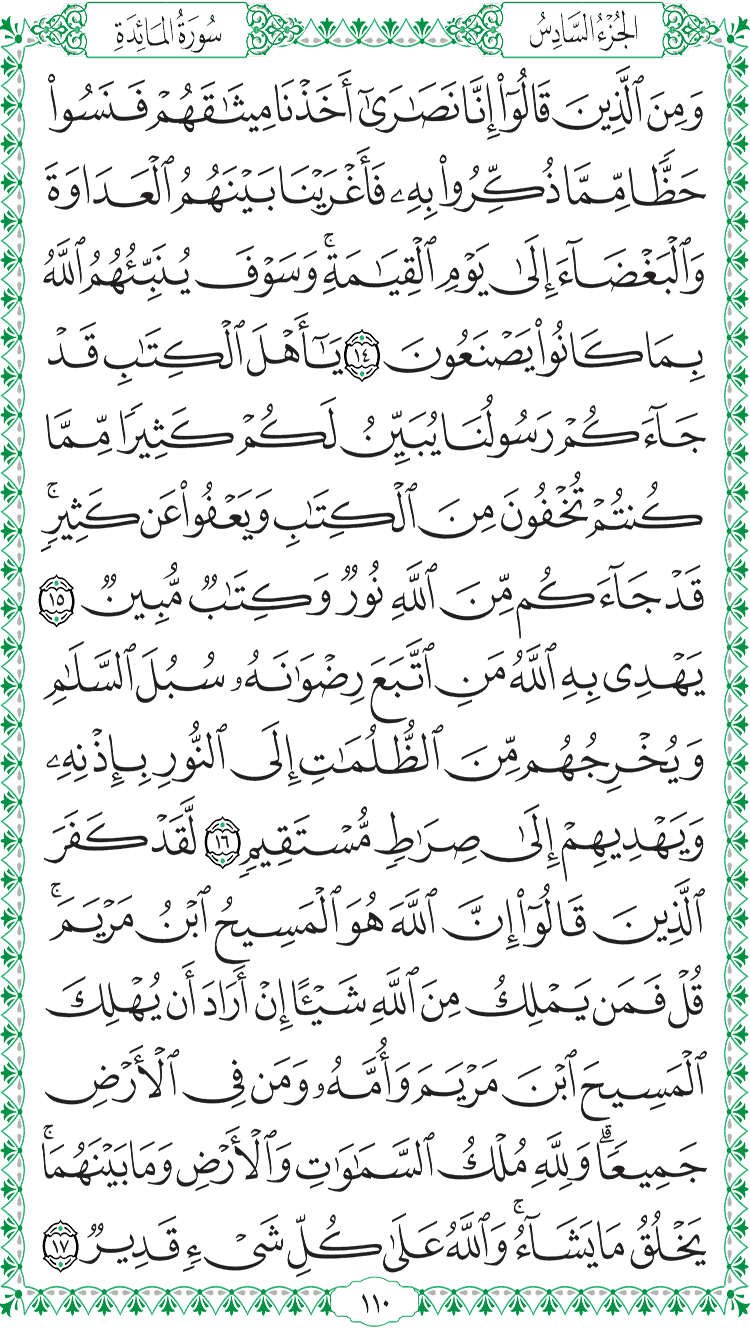 الجُزْءُ السَّادِسُ
سُورَةُ المَائِدَةِ
وَمِنَ ٱلَّذِينَ قَالُوٓاْ إِنَّا نَصَٰرَىٰٓ أَخَذۡنَا مِيثَٰقَهُمۡ فَنَسُواْ
حَظّٗا مِّمَّا ذُكِّرُواْ بِهِۦ فَأَغۡرَيۡنَا بَيۡنَهُمُ ٱلۡعَدَاوَةَ
وَٱلۡبَغۡضَآءَ إِلَىٰ يَوۡمِ ٱلۡقِيَٰمَةِۚ وَسَوۡفَ يُنَبِّئُهُمُ ٱللَّهُ
بِمَا كَانُواْ يَصۡنَعُونَ ١٤ يَٰٓأَهۡلَ ٱلۡكِتَٰبِ قَدۡ
جَآءَكُمۡ رَسُولُنَا يُبَيِّنُ لَكُمۡ كَثِيرٗا مِّمَّا
كُنتُمۡ تُخۡفُونَ مِنَ ٱلۡكِتَٰبِ وَيَعۡفُواْ عَن كَثِيرٖۚ
قَدۡ جَآءَكُم مِّنَ ٱللَّهِ نُورٞ وَكِتَٰبٞ مُّبِينٞ ١٥
يَهۡدِي بِهِ ٱللَّهُ مَنِ ٱتَّبَعَ رِضۡوَٰنَهُۥ سُبُلَ ٱلسَّلَٰمِ
وَيُخۡرِجُهُم مِّنَ ٱلظُّلُمَٰتِ إِلَى ٱلنُّورِ بِإِذۡنِهِۦ
وَيَهۡدِيهِمۡ إِلَىٰ صِرَٰطٖ مُّسۡتَقِيمٖ ١٦ لَّقَدۡ كَفَرَ
ٱلَّذِينَ قَالُوٓاْ إِنَّ ٱللَّهَ هُوَ ٱلۡمَسِيحُ ٱبۡنُ مَرۡيَمَۚ
قُلۡ فَمَن يَمۡلِكُ مِنَ ٱللَّهِ شَيۡـًٔا إِنۡ أَرَادَ أَن يُهۡلِكَ
ٱلۡمَسِيحَ ٱبۡنَ مَرۡيَمَ وَأُمَّهُۥ وَمَن فِي ٱلۡأَرۡضِ
جَمِيعٗاۗ وَلِلَّهِ مُلۡكُ ٱلسَّمَٰوَٰتِ وَٱلۡأَرۡضِ وَمَا بَيۡنَهُمَاۚ
يَخۡلُقُ مَا يَشَآءُۚ وَٱللَّهُ عَلَىٰ كُلِّ شَيۡءٖ قَدِيرٞ ١٧
١١٠